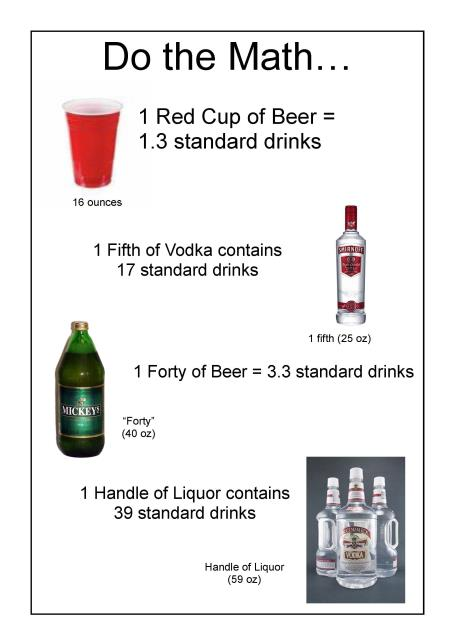 Do the Math…
1 Red Cup of Beer =
1.3 standard drinks
16 ounces
1 Fifth of Vodka contains
17 standard drinks
SMIRNOFF
1 fifth (25 oz)
1 Forty of Beer = 3.3 standard drinks
MICKEYS
“Forty”
(40 oz)
1 Handle of Liquor contains
39 standard drinks
VODKA
Handle of Liquor
(59 oz)